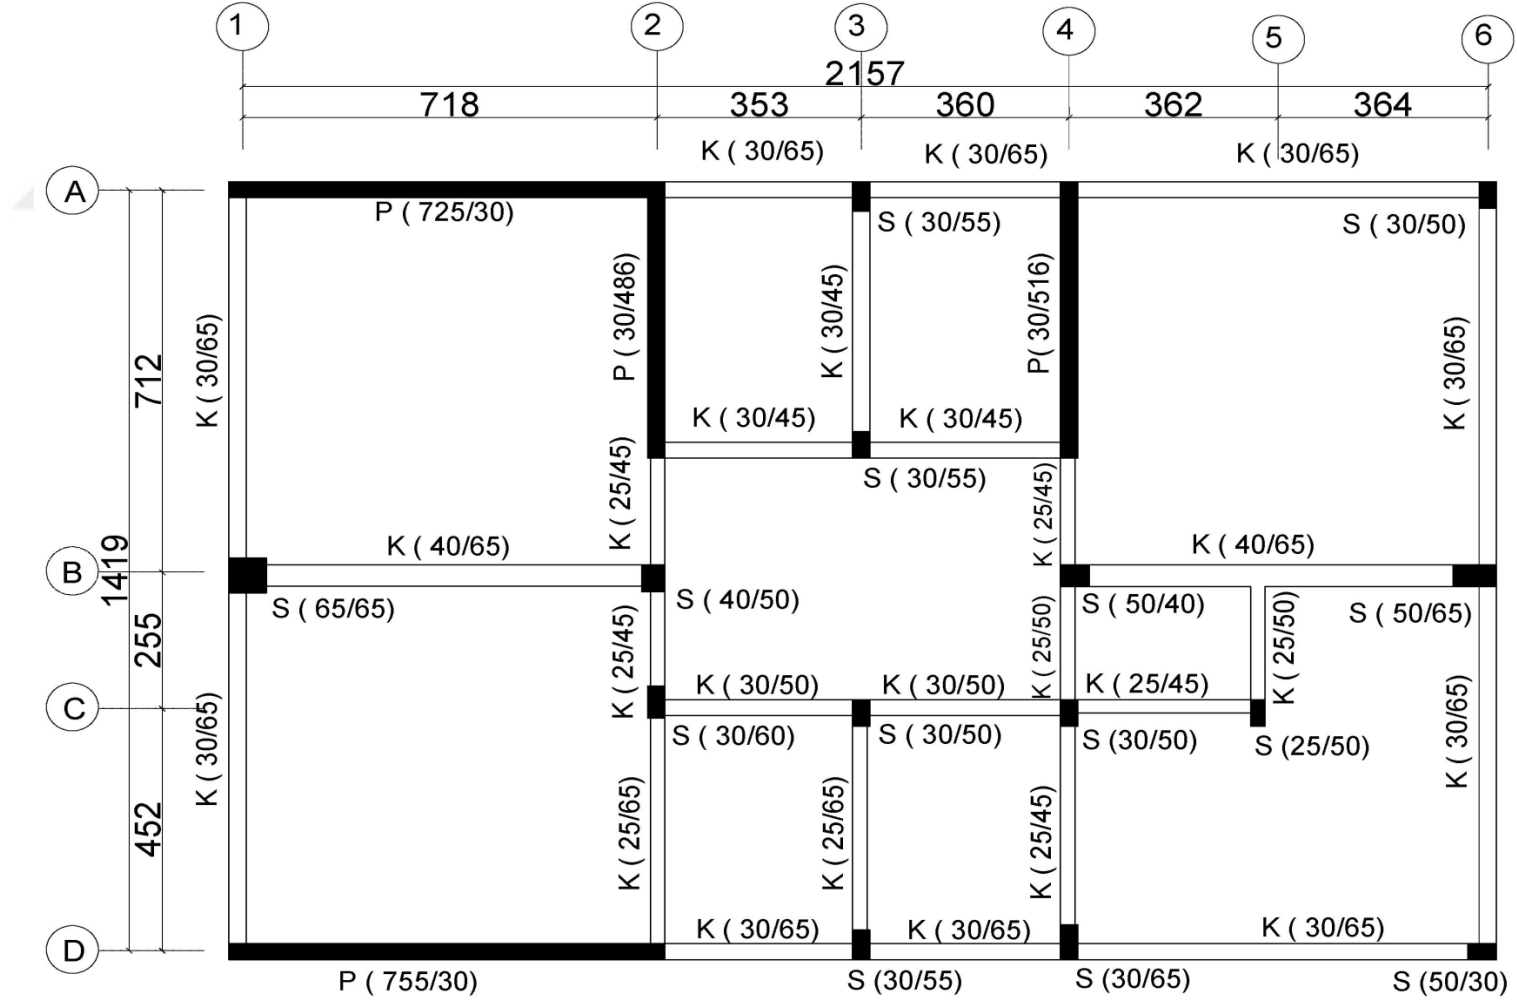 1 2 3 4 5 6
2157
718 353 360 362 364
K ( 30/65) K ( 30/65) K ( 30/65)
A
P ( 725/30) S ( 30/55) S ( 30/50)
K ( 30/65)
712
P ( 30/486)
K ( 30/45)
P( 30/516)
K ( 30/65)
K ( 30/45) K ( 30/45)
K ( 25/45)
S ( 30/55)
K ( 25/45)
K ( 40/65) K ( 40/65)
B
1419
S ( 65/65) S ( 40/50) S ( 50/40) S ( 50/65)
255
K ( 25/45)
K ( 25/50)
K ( 25/50)
K ( 30/50) K ( 30/50) K ( 25/45)
C
S ( 30/60) S ( 30/50) S (30/50) S (25/50)
K ( 30/65)
452
K ( 25/65)
K ( 25/65)
K ( 25/45)
K ( 30/65)
K ( 30/65) K ( 30/65) K ( 30/65)
D
P ( 755/30) S (30/55) S (30/65) S (50/30)